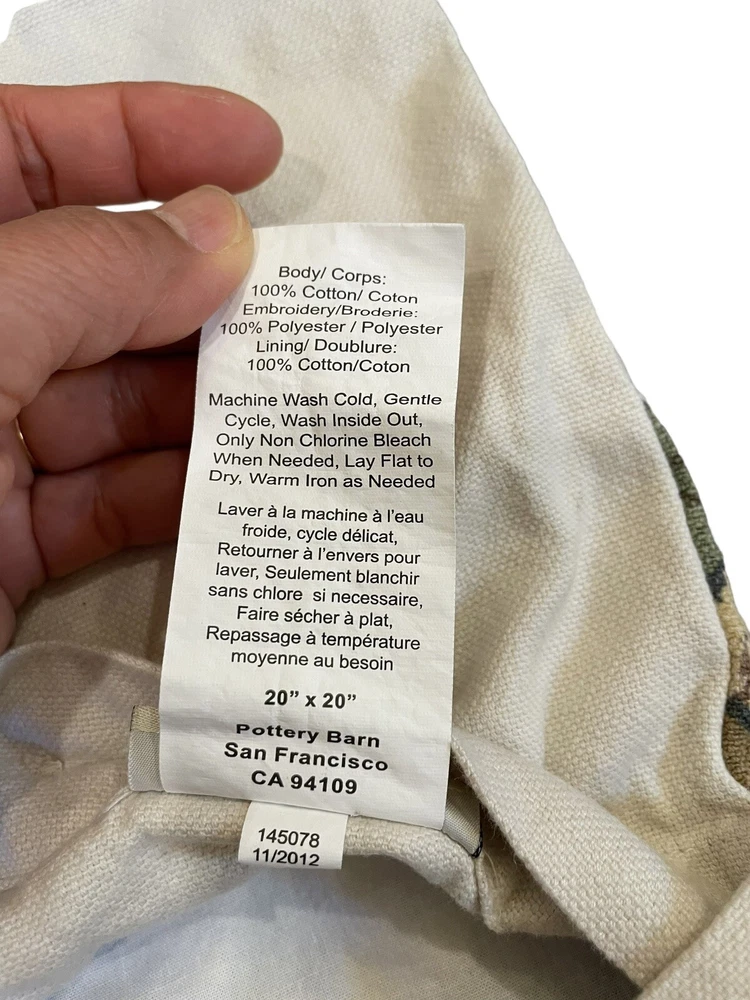 Body/ Corps:
100% Cotton/ Coton
Embroidery/Broderie:
100% Polyester / Polyester
Lining/ Doublure:
100% Cotton/Coton
Machine Wash Cold, Gentle
Cycle, Wash Inside Out,
Only Non Chlorine Bleach
When Needed, Lay Flat to
Dry, Warm Iron as Needed
Laver à la machine à l'eau
froide, cycle délicat,
Retourner à l'envers pour
laver, Seulement blanchir
sans chlore si necessaire,
Faire sécher à plat,
Repassage à température
moyenne au besoin
20" x 20"
Pottery Barn
San Francisco
CA 94109
145078
11/2012